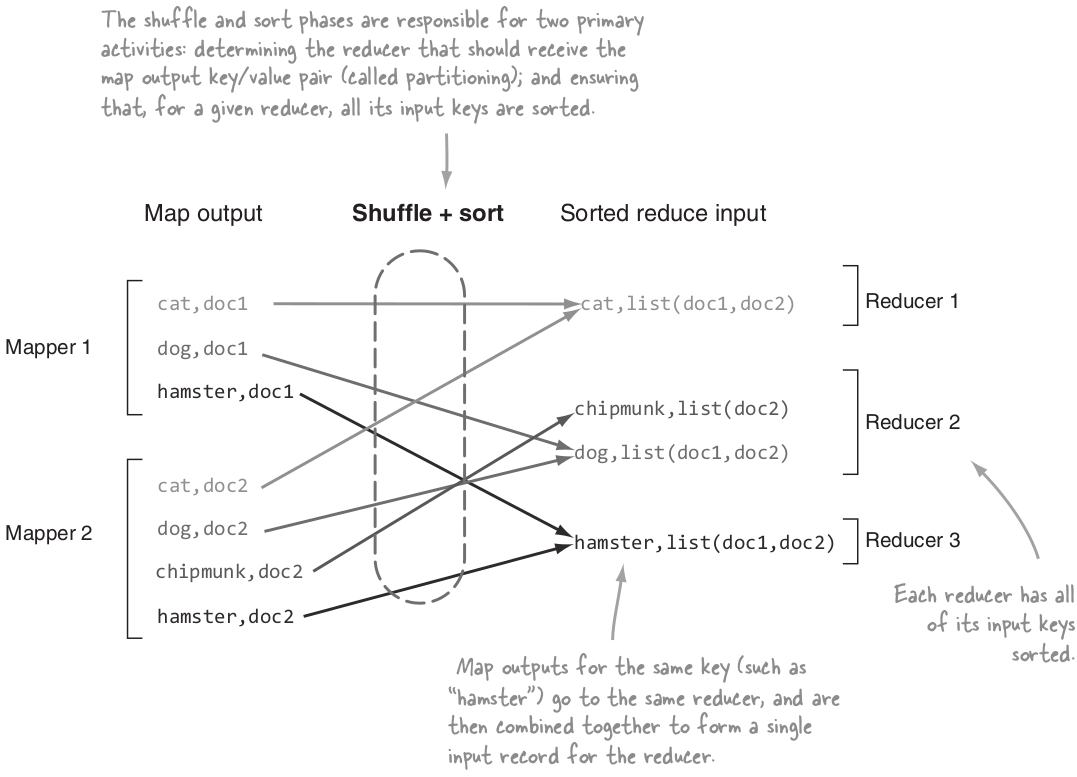 The shuffle and sort phases are responsible for two primary
activities: determining the reducer that should receive the
map output key/value pair (called partitioning); and ensuring
that, for a given reducer, all its input keys are sorted.
Map output
Shuffle + sort
Sorted reduce input
Mapper 1
cat,doc1
dog,doc1
hamster,doc1
Mapper 2
cat,doc2
dog,doc2
chipmunk,doc2
hamster,doc2
cat,list(doc1,doc2)
Reducer 1
chipmunk,list(doc2)
dog,list(doc1,doc2)
Reducer 2
hamster,list(doc1,doc2)
Reducer 3
Each reducer has all
of its input keys
sorted.
Map outputs for the same key (such as
“hamster”) go to the same reducer, and are
then combined together to form a single
input record for the reducer.